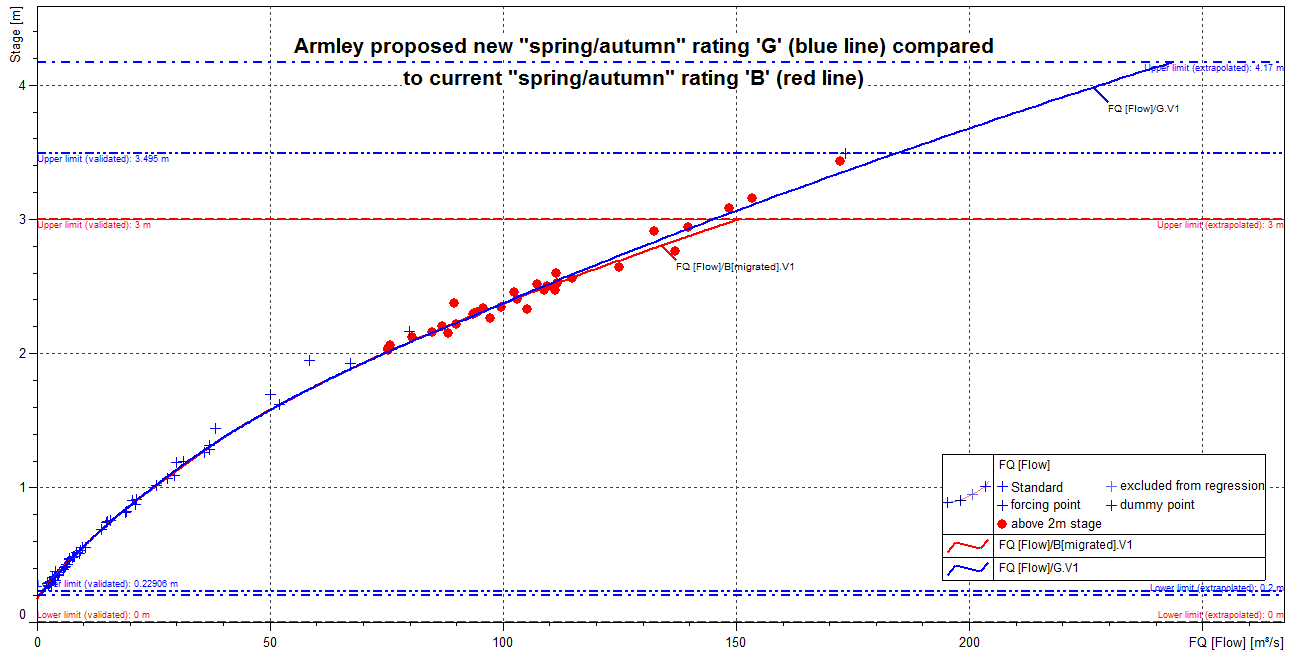 Stage [m]
Armley proposed new "spring/autumn" rating 'G' (blue line) compared
to current "spring/autumn" rating 'B' (red line)
Upper limit (extrapolated): 4.17 m
4
FQ [Flow]/G.V1
Upper limit (validated): 3.495 m
3
Upper limit (validated): 3 m
Upper limit (extrapolated): 3 m
FQ [Flow]/B[migrated].V1
2
1
FQ [Flow]
Standard
excluded from regression
forcing point
dummy point
above 2m stage
FQ [Flow]/B[migrated].V1
FQ [Flow]/G.V1
Lower limit (validated): 0.22906 m
Lower limit (extrapolated): 0.2 m
0
Lower limit (validated): 0 m
Lower limit (extrapolated): 0 m
0
50
100
150
200
FQ [Flow] [m³/s]